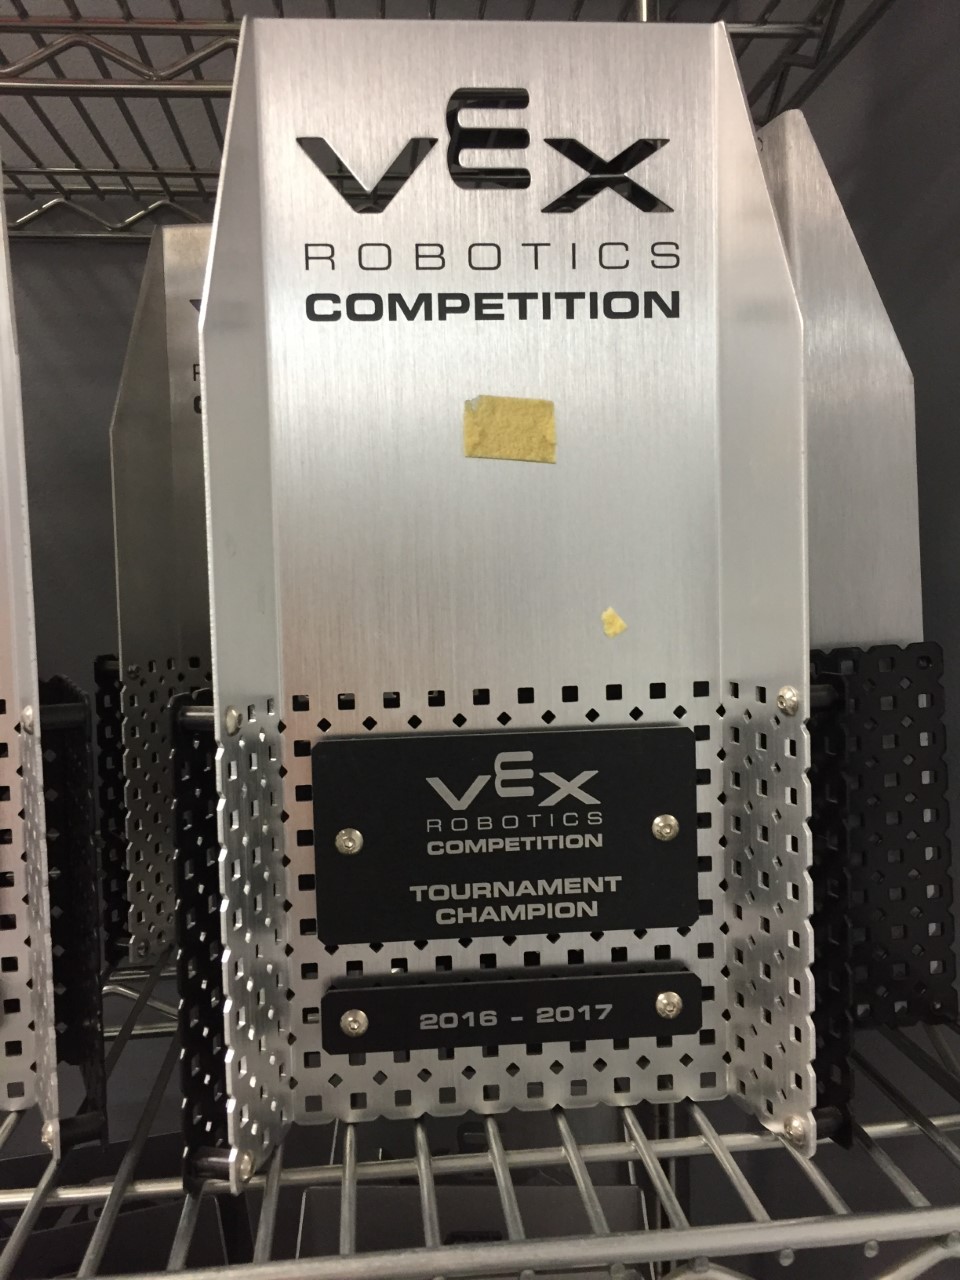 VEX
ROBOTICS
COMPETITION
VEX
ROBOTICS
COMPETITION
TOURNAMENT
CHAMPION
2016 - 2017